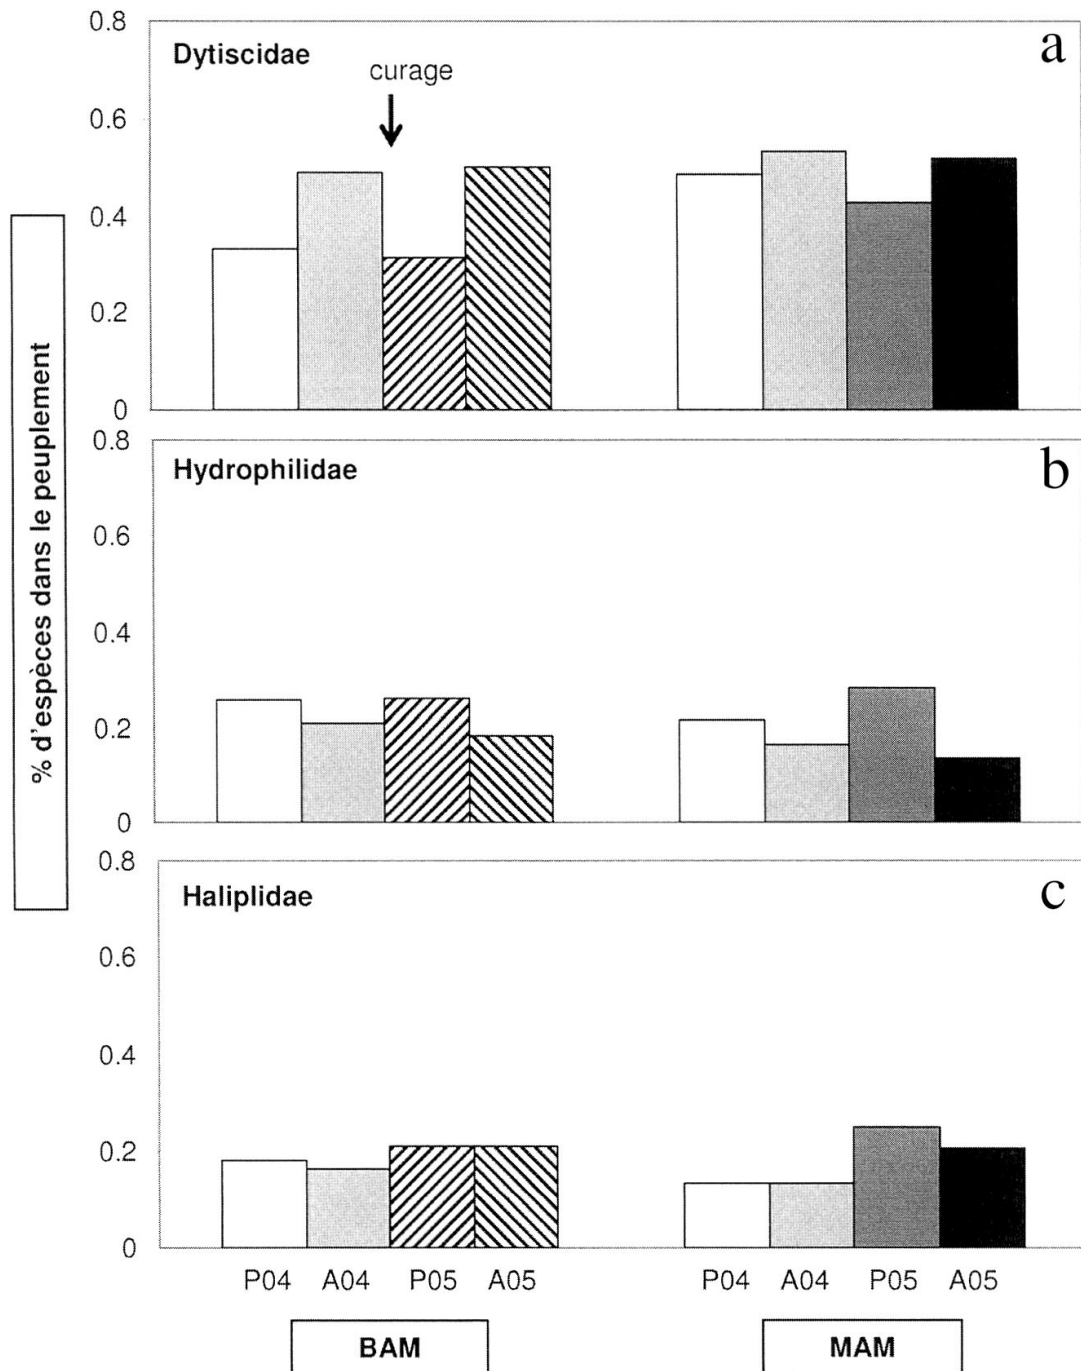 % d'espèces dans le peuplement
0.8
0.6
0.4
0.2
0
Dytiscidae
curage
a
0.8
0.6
0.4
0.2
0
Hydrophilidae
b
0.8
0.6
0.4
0.2
0
Haliplidae
c
P04 A04 P05 A05 P04 A04 P05 A05
BAM MAM